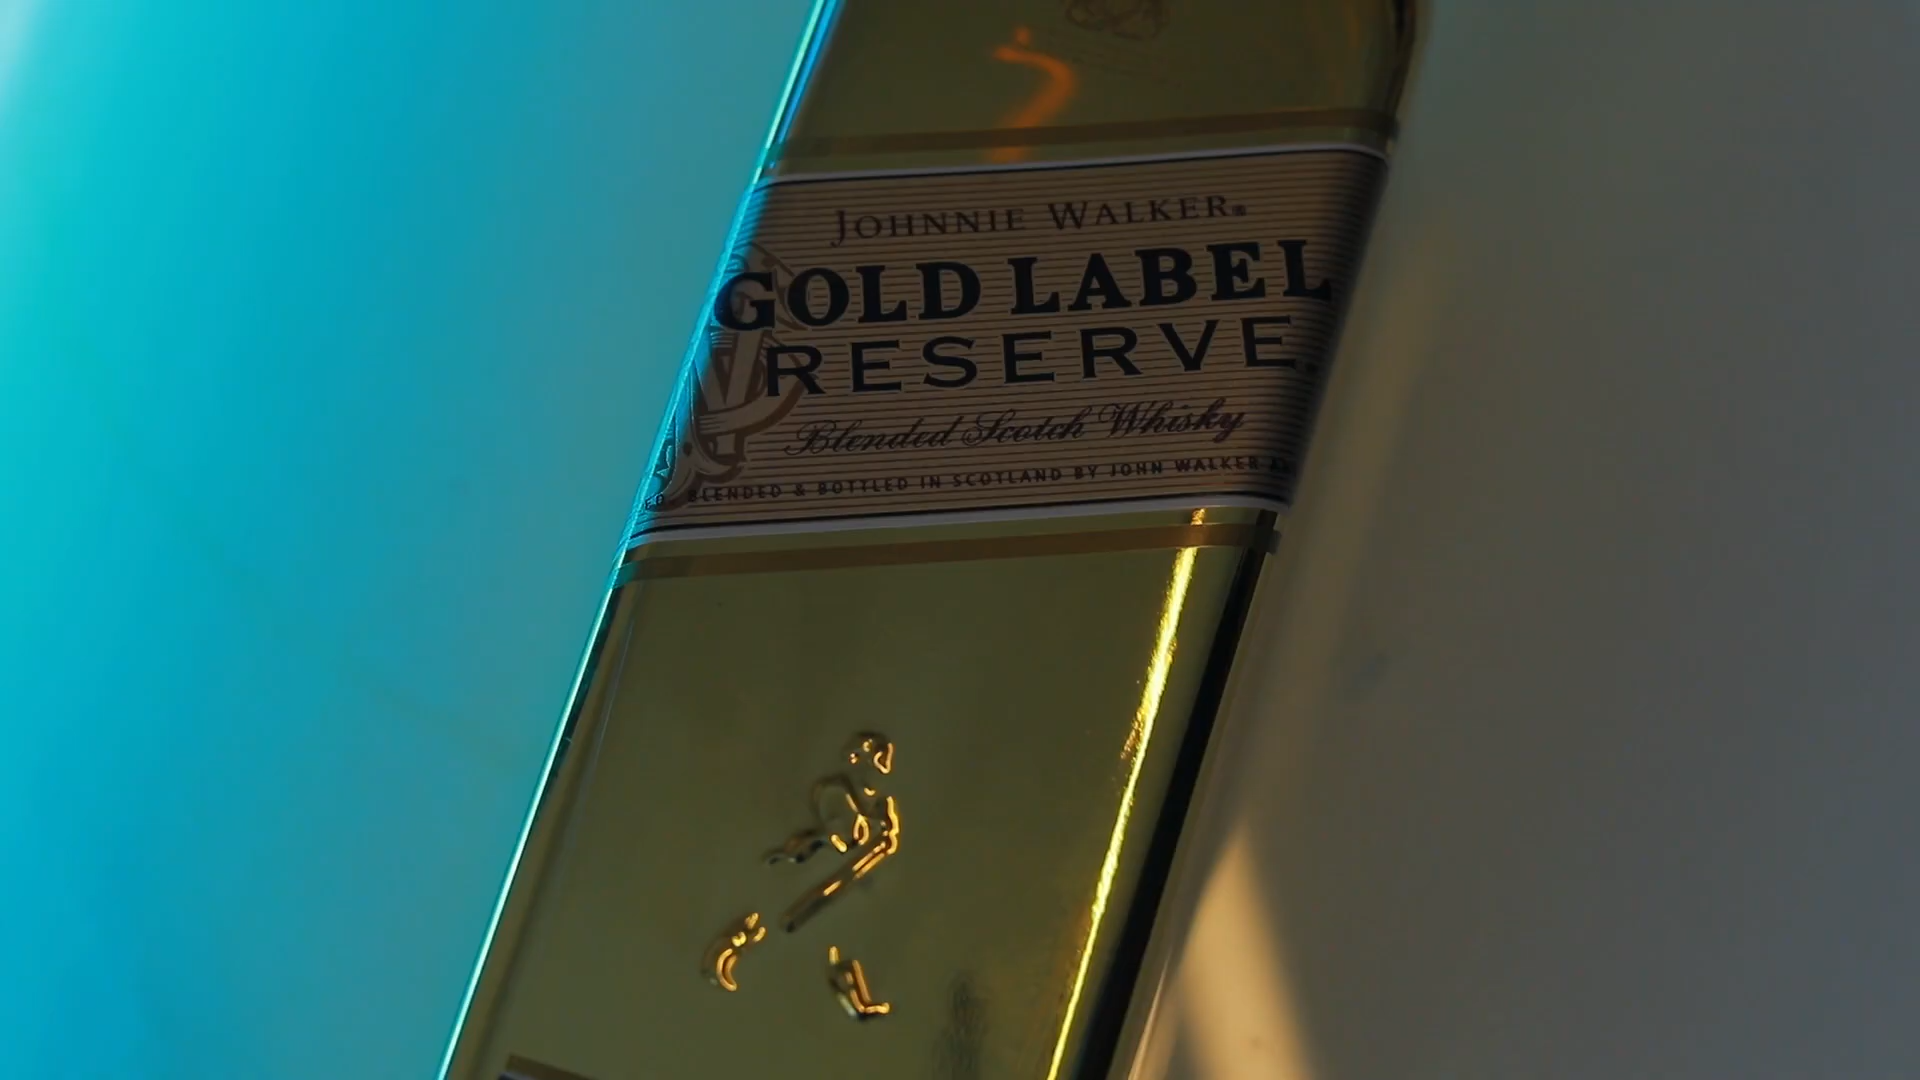 JOHNNIE WALKER®
GOLD LABEL
RESERVE.
Blended Scotch Whisky
BLENDED & BOTTLED IN SCOTLAND BY JOHN WALKER